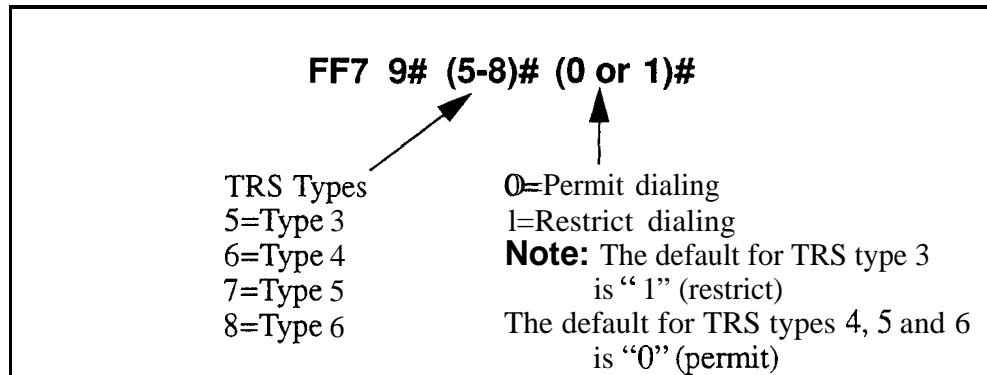 FF7 9# (5-8)# (0 or 1)#
TRS Types
5=Type 3
6=Type 4
7=Type 5
8=Type 6
0=Permit dialing
1=Restrict dialing
Note: The default for TRS type 3
is “ 1” (restrict)
The default for TRS types 4, 5 and 6
is “0” (permit)